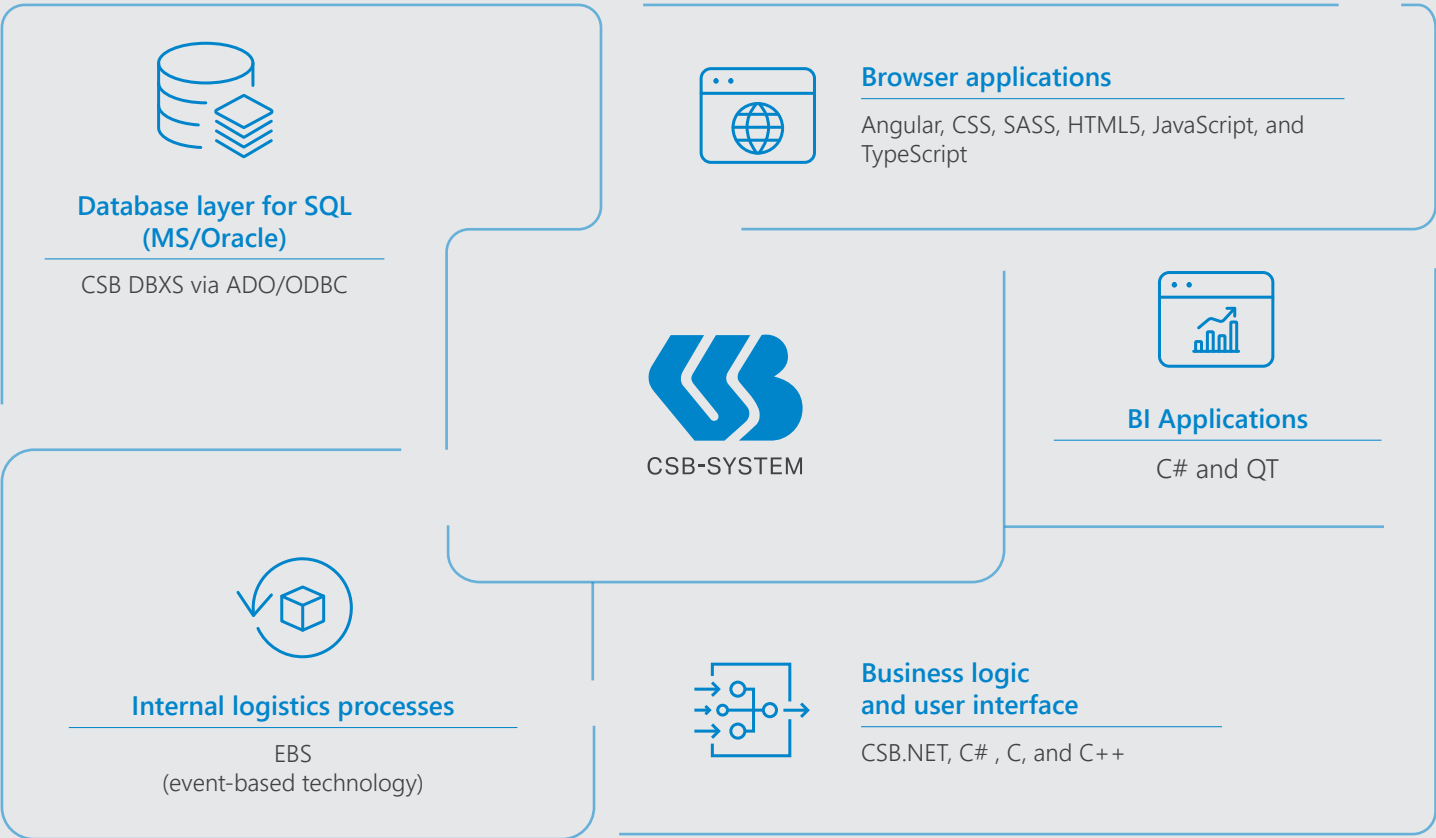 Database layer for SQL
(MS/Oracle)
CSB DBXS via ADO/ODBC
Browser applications
Angular, CSS, SASS, HTML5, JavaScript, and
TypeScript
CSB-SYSTEM
BI Applications
C# and QT
Internal logistics processes
EBS
(event-based technology)
Business logic
and user interface
CSB.NET, C# , C, and C++